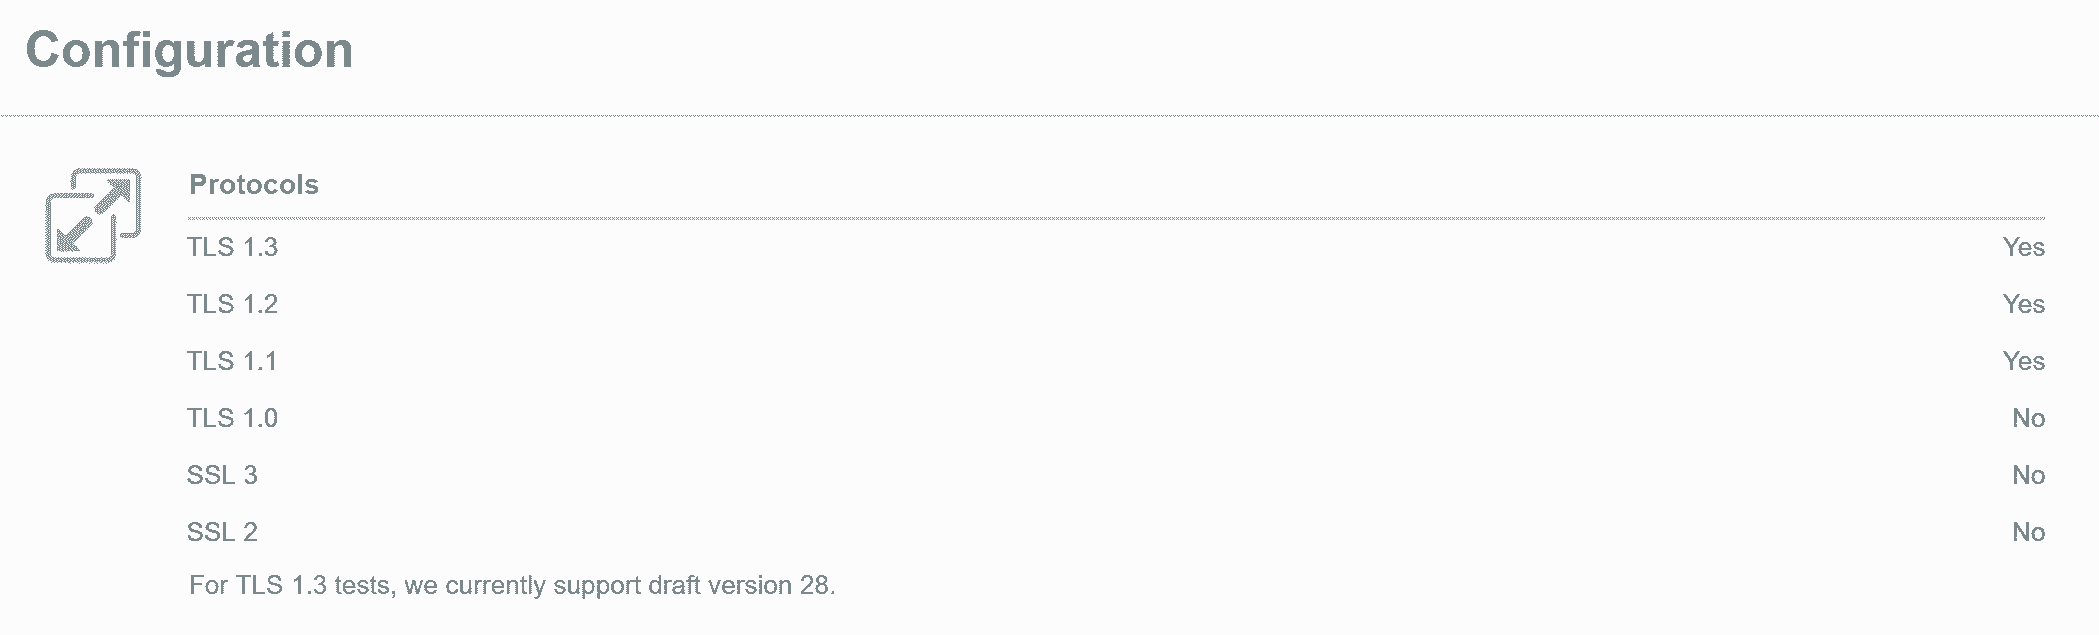 Configuration
Protocols
TLS 1.3 Yes
TLS 1.2 Yes
TLS 1.1 Yes
TLS 1.0 No
SSL 3 No
SSL 2 No
For TLS 1.3 tests, we currently support draft version 28.